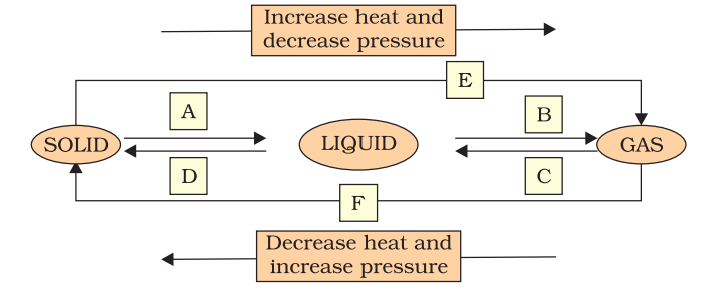 Increase heat and
decrease pressure
E
A
B
SOLID
LIQUID
GAS
D
C
F
Decrease heat and
increase pressure